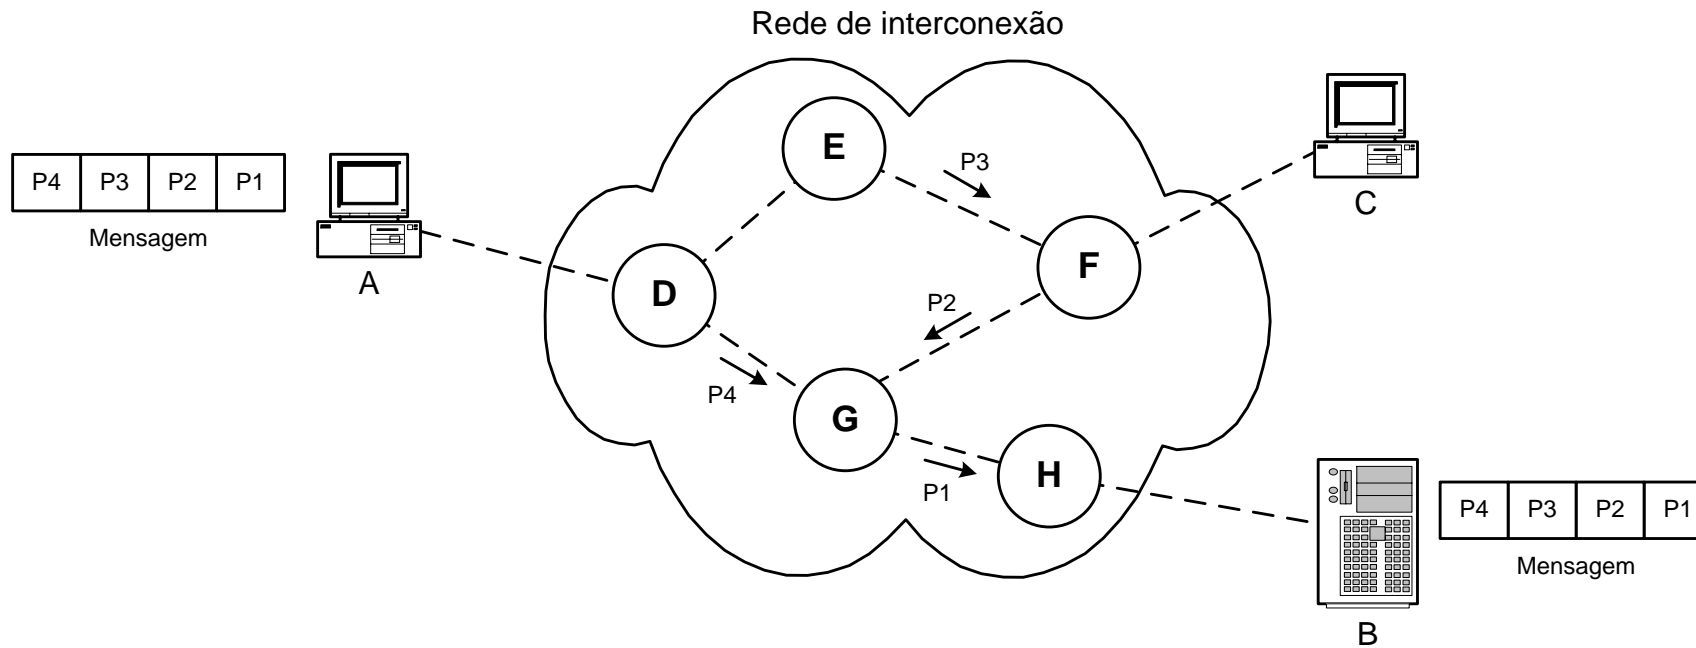 Rede de interconexão
E
P3
P4 P3 P2 P1
Mensagem
A
C
D
F
P2
P4
G
P1
H
P4 P3 P2 P1
Mensagem
B